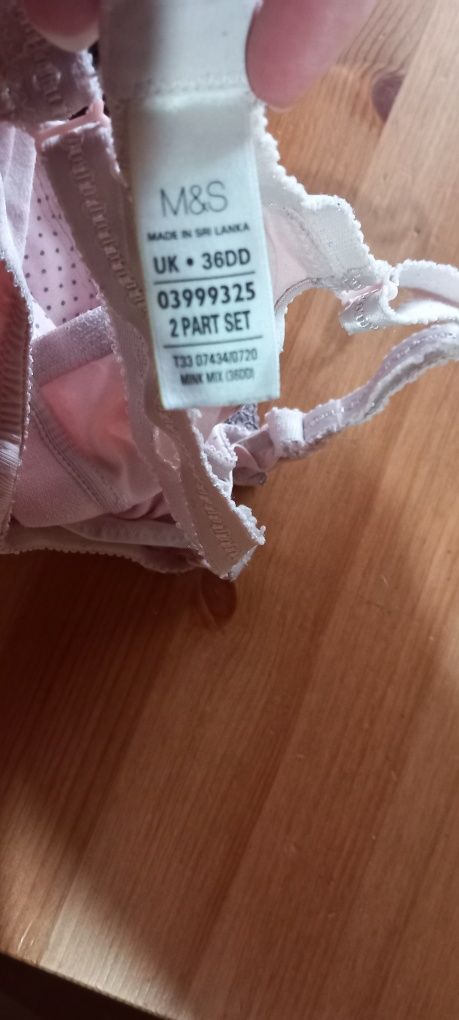 M&S
MADE IN SRI LANKA
UK • 36DD
03999325
2 PART SET
T33 07434/0720
MINK MIX (36DD)